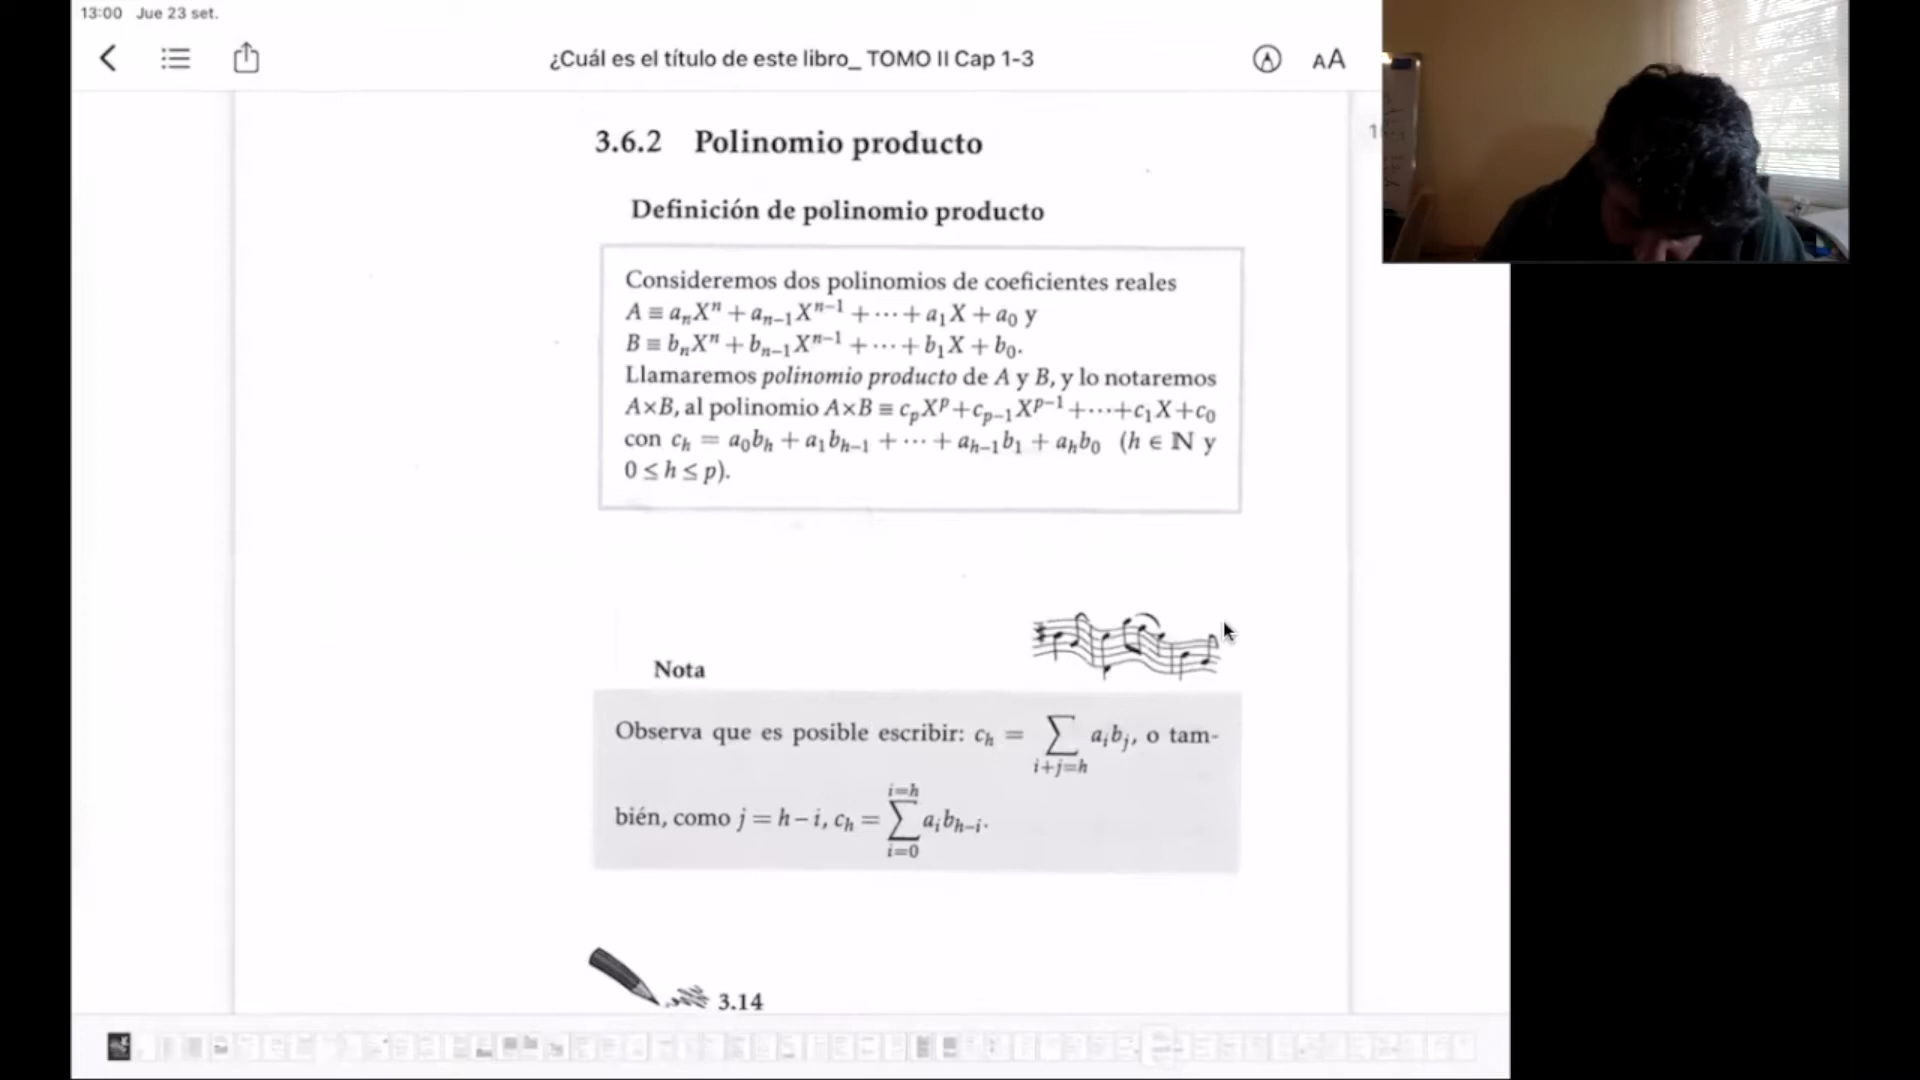 13:00 Jue 23 set.
¿Cuál es el título de este libro_ TOMO II Cap 1-3
AA
3.6.2 Polinomio producto
Definición de polinomio producto
Consideremos dos polinomios de coeficientes reales
A ≡ aₙXⁿ + aₙ₋₁Xⁿ⁻¹ + ··· + a₁X + a₀ y
B ≡ bₙXⁿ + bₙ₋₁Xⁿ⁻¹ + ··· + b₁X + b₀.
Llamaremos polinomio producto de A y B, y lo notaremos
A×B, al polinomio A×B ≡ cₚXᵖ+cₚ₋₁Xᵖ⁻¹+···+c₁X+c₀
con cₕ = a₀bₕ + a₁bₕ₋₁ + ··· + aₕ₋₁b₁ + aₕb₀ (h ∈ ℕ y
0 ≤ h ≤ p).
Nota
Observa que es posible escribir: cₕ = ∑ i+j=h aᵢbⱼ, o tam-
bién, como j = h − i, cₕ = ∑ i=0 i=h aᵢbₕ₋ᵢ.
3.14